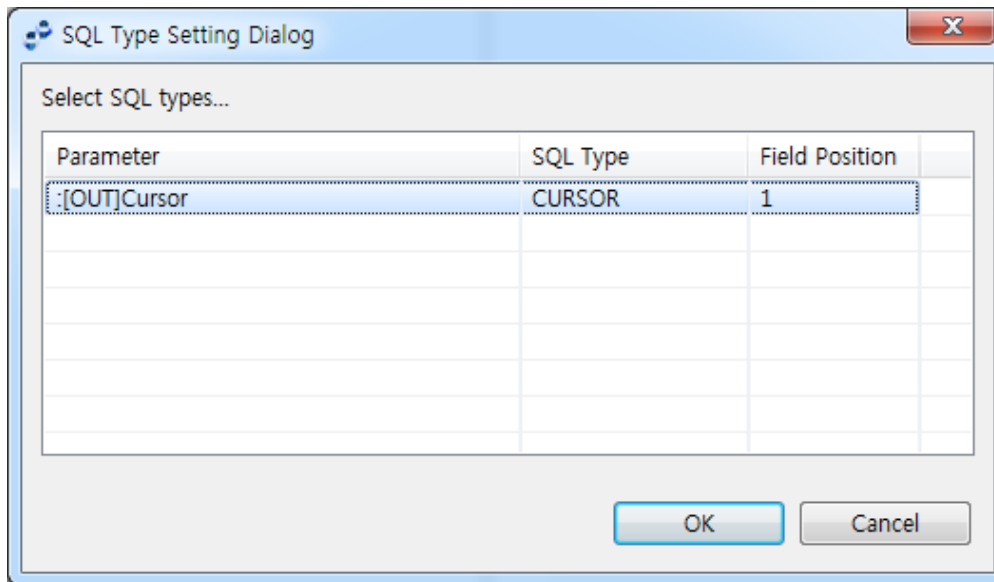 SQL Type Setting Dialog
Select SQL types...
Parameter SQL Type Field Position
:[OUT]Cursor CURSOR 1
OK Cancel